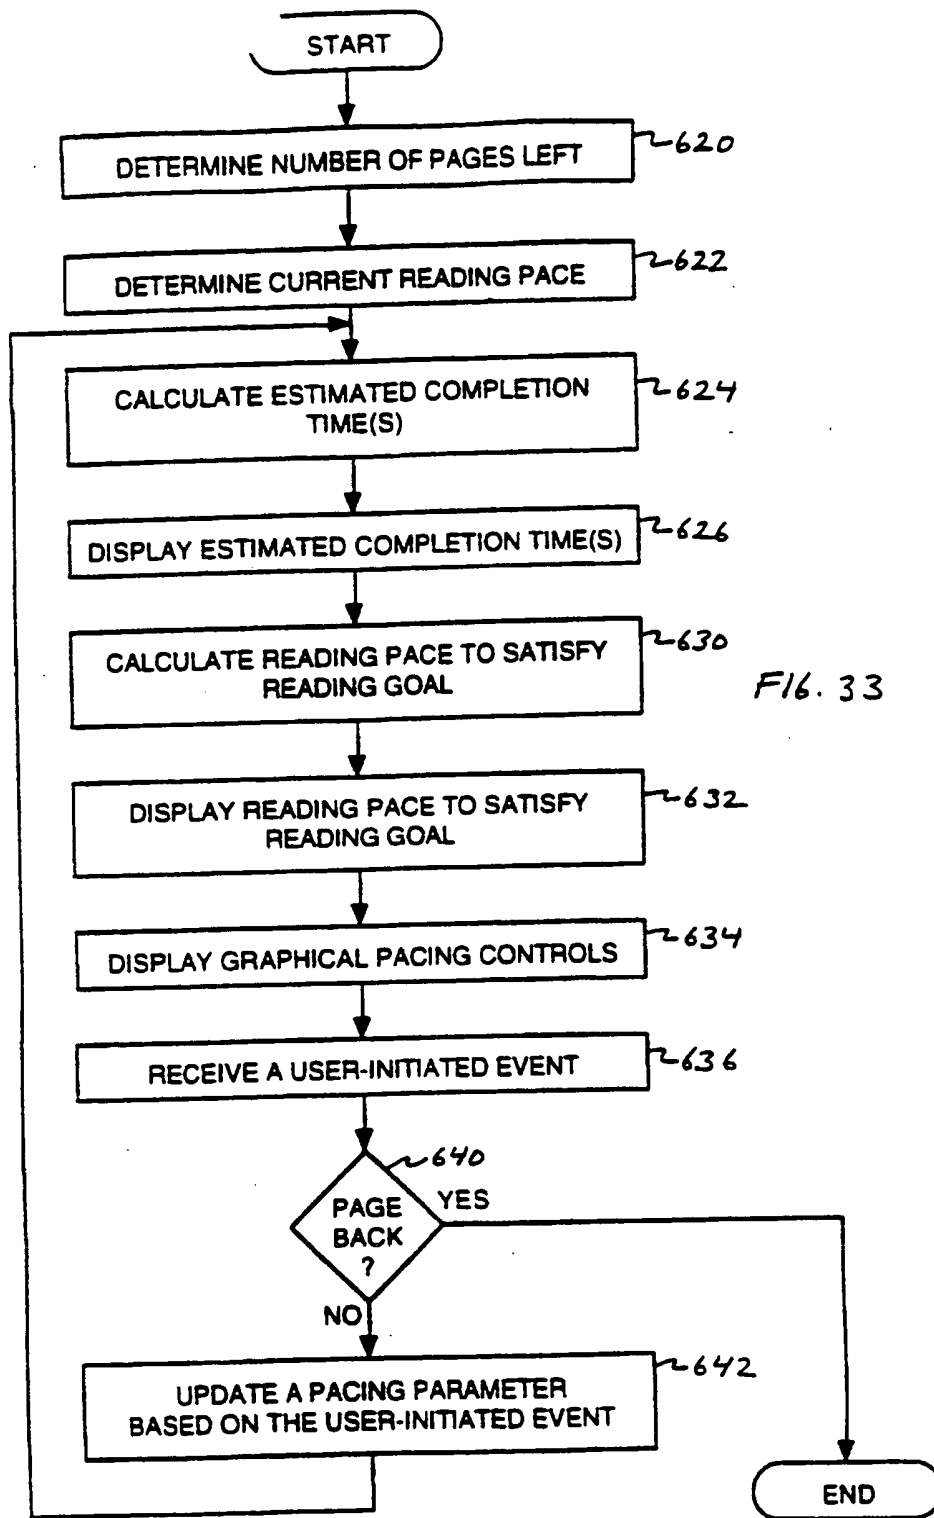 START
DETERMINE NUMBER OF PAGES LEFT
620
DETERMINE CURRENT READING PACE
622
CALCULATE ESTIMATED COMPLETION
TIME(S)
624
DISPLAY ESTIMATED COMPLETION TIME(S)
626
CALCULATE READING PACE TO SATISFY
READING GOAL
630
FIG. 33
DISPLAY READING PACE TO SATISFY
READING GOAL
632
DISPLAY GRAPHICAL PACING CONTROLS
634
RECEIVE A USER-INITIATED EVENT
636
640
PAGE
BACK
?
YES
NO
UPDATE A PACING PARAMETER
BASED ON THE USER-INITIATED EVENT
642
END